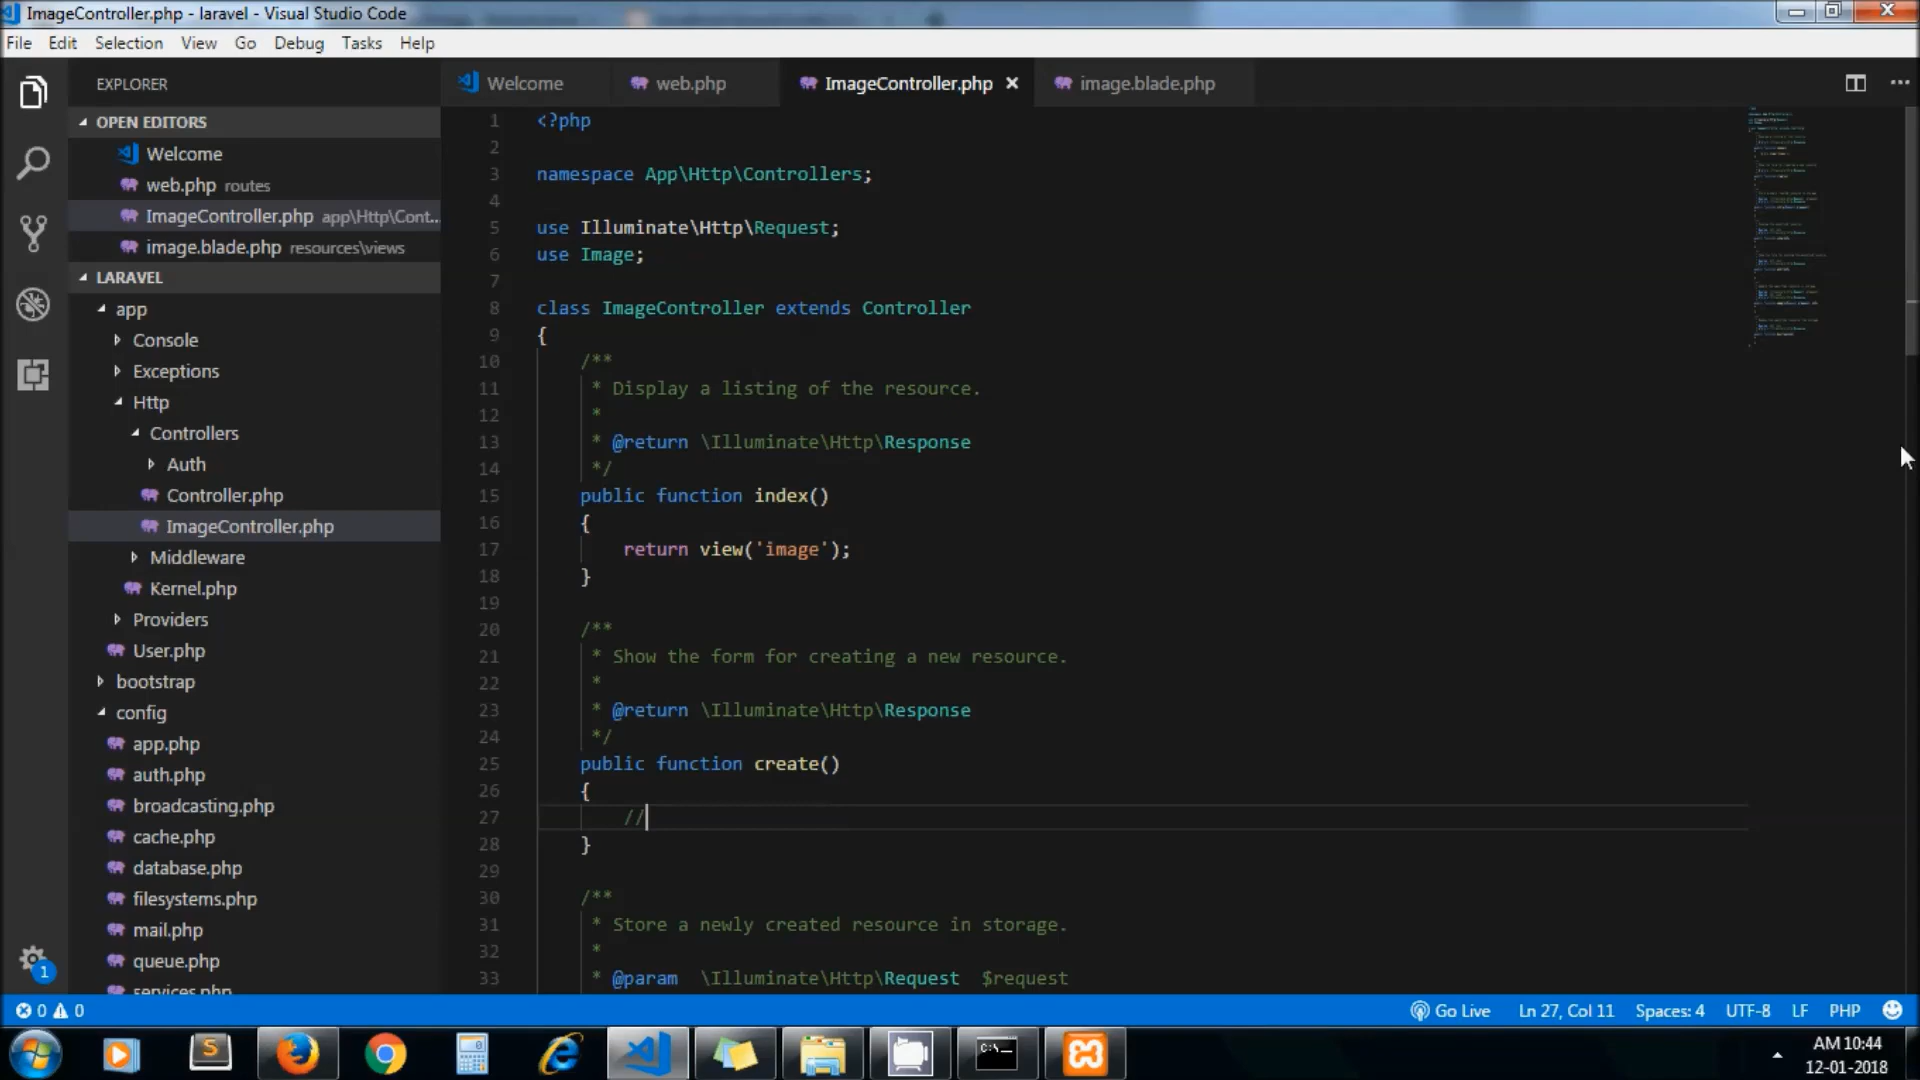 ImageController.php - laravel - Visual Studio Code
File Edit Selection View Go Debug Tasks Help
EXPLORER
OPEN EDITORS
Welcome
web.php routes
ImageController.php app\Http\Cont...
image.blade.php resources\views
LARAVEL
app
Console
Exceptions
Http
Controllers
Auth
Controller.php
ImageController.php
Middleware
Kernel.php
Providers
User.php
bootstrap
config
app.php
auth.php
broadcasting.php
cache.php
database.php
filesystems.php
mail.php
queue.php
services.php
1
Welcome web.php ImageController.php image.blade.php
1 <?php
2
3 namespace App\Http\Controllers;
4
5 use Illuminate\Http\Request;
6 use Image;
7
8 class ImageController extends Controller
9 {
10 /**
11 * Display a listing of the resource.
12 *
13 * @return \Illuminate\Http\Response
14 */
15 public function index()
16 {
17 return view('image');
18 }
19
20 /**
21 * Show the form for creating a new resource.
22 *
23 * @return \Illuminate\Http\Response
24 */
25 public function create()
26 {
27 //
28 }
29
30 /**
31 * Store a newly created resource in storage.
32 *
33 * @param \Illuminate\Http\Request $request
0 0 Go Live Ln 27, Col 11 Spaces: 4 UTF-8 LF PHP
AM 10:44
12-01-2018